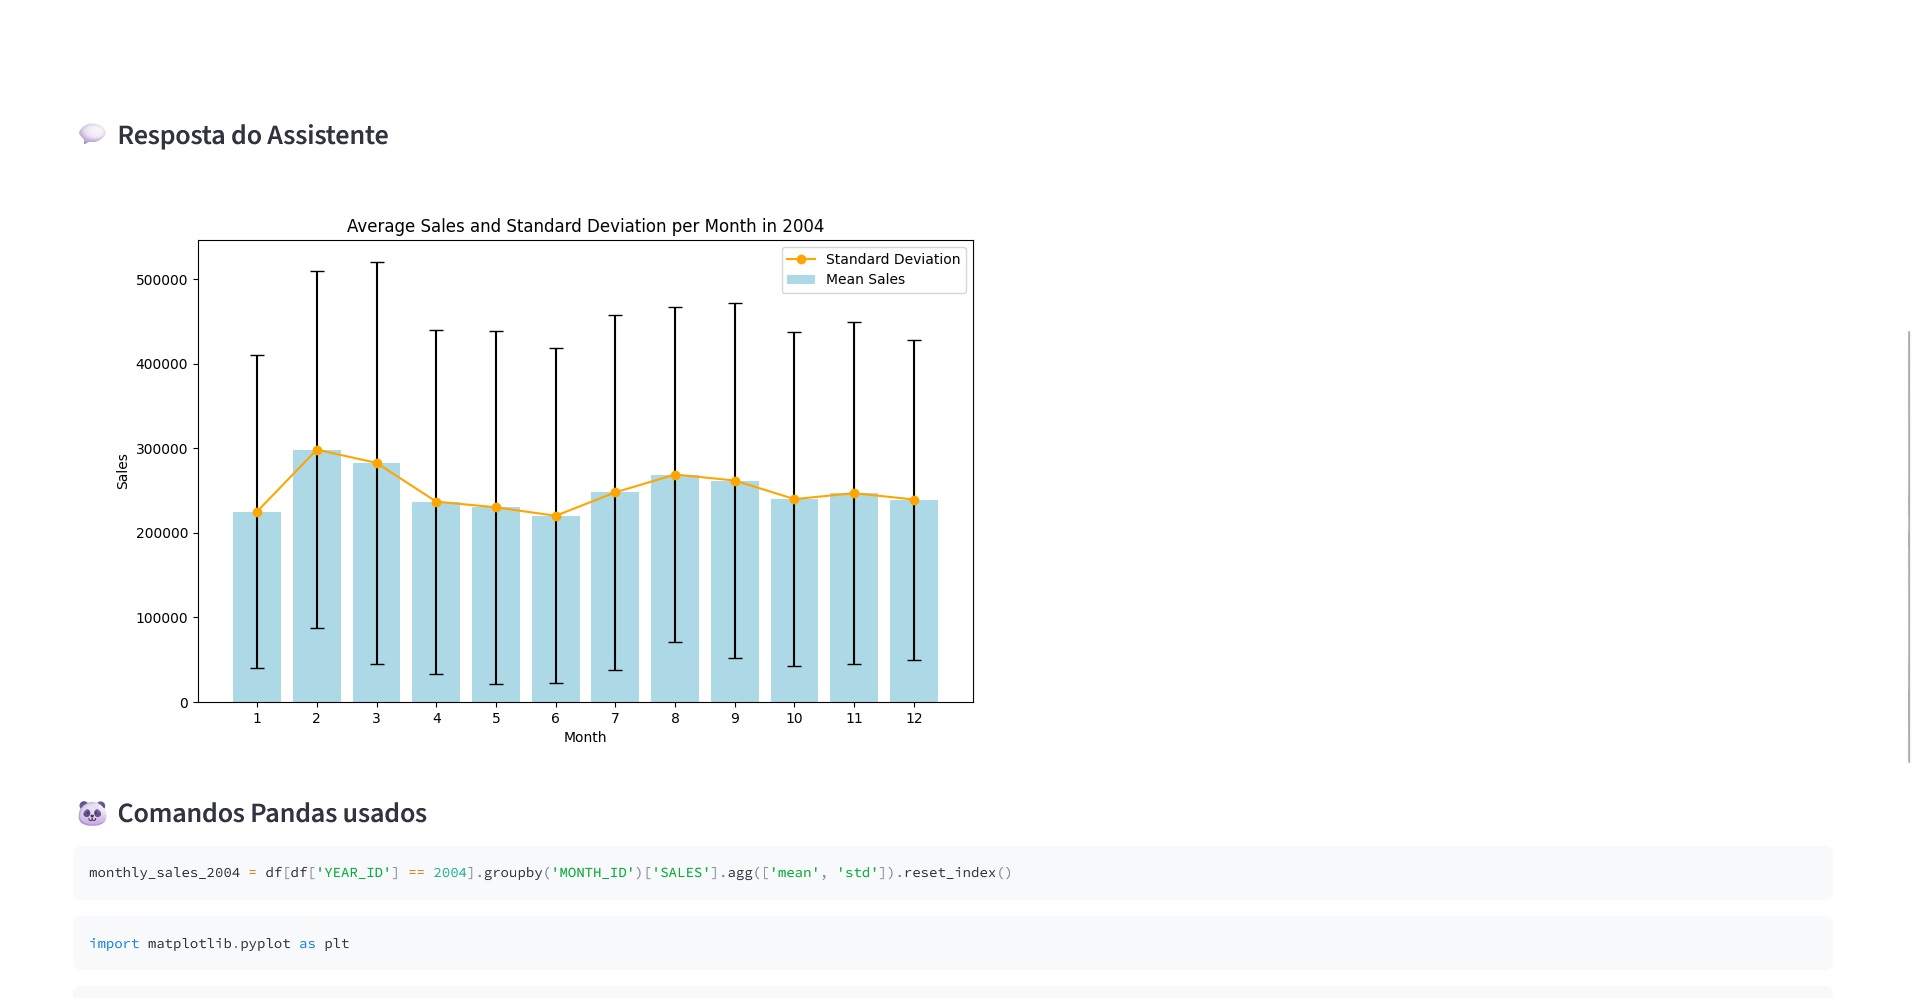 Resposta do Assistente
Average Sales and Standard Deviation per Month in 2004
Standard Deviation
Mean Sales
500000
400000
300000
200000
100000
0
Sales
1 2 3 4 5 6 7 8 9 10 11 12
Month
Comandos Pandas usados
monthly_sales_2004 = df[df['YEAR_ID'] == 2004].groupby('MONTH_ID')['SALES'].agg(['mean', 'std']).reset_index()
import matplotlib.pyplot as plt